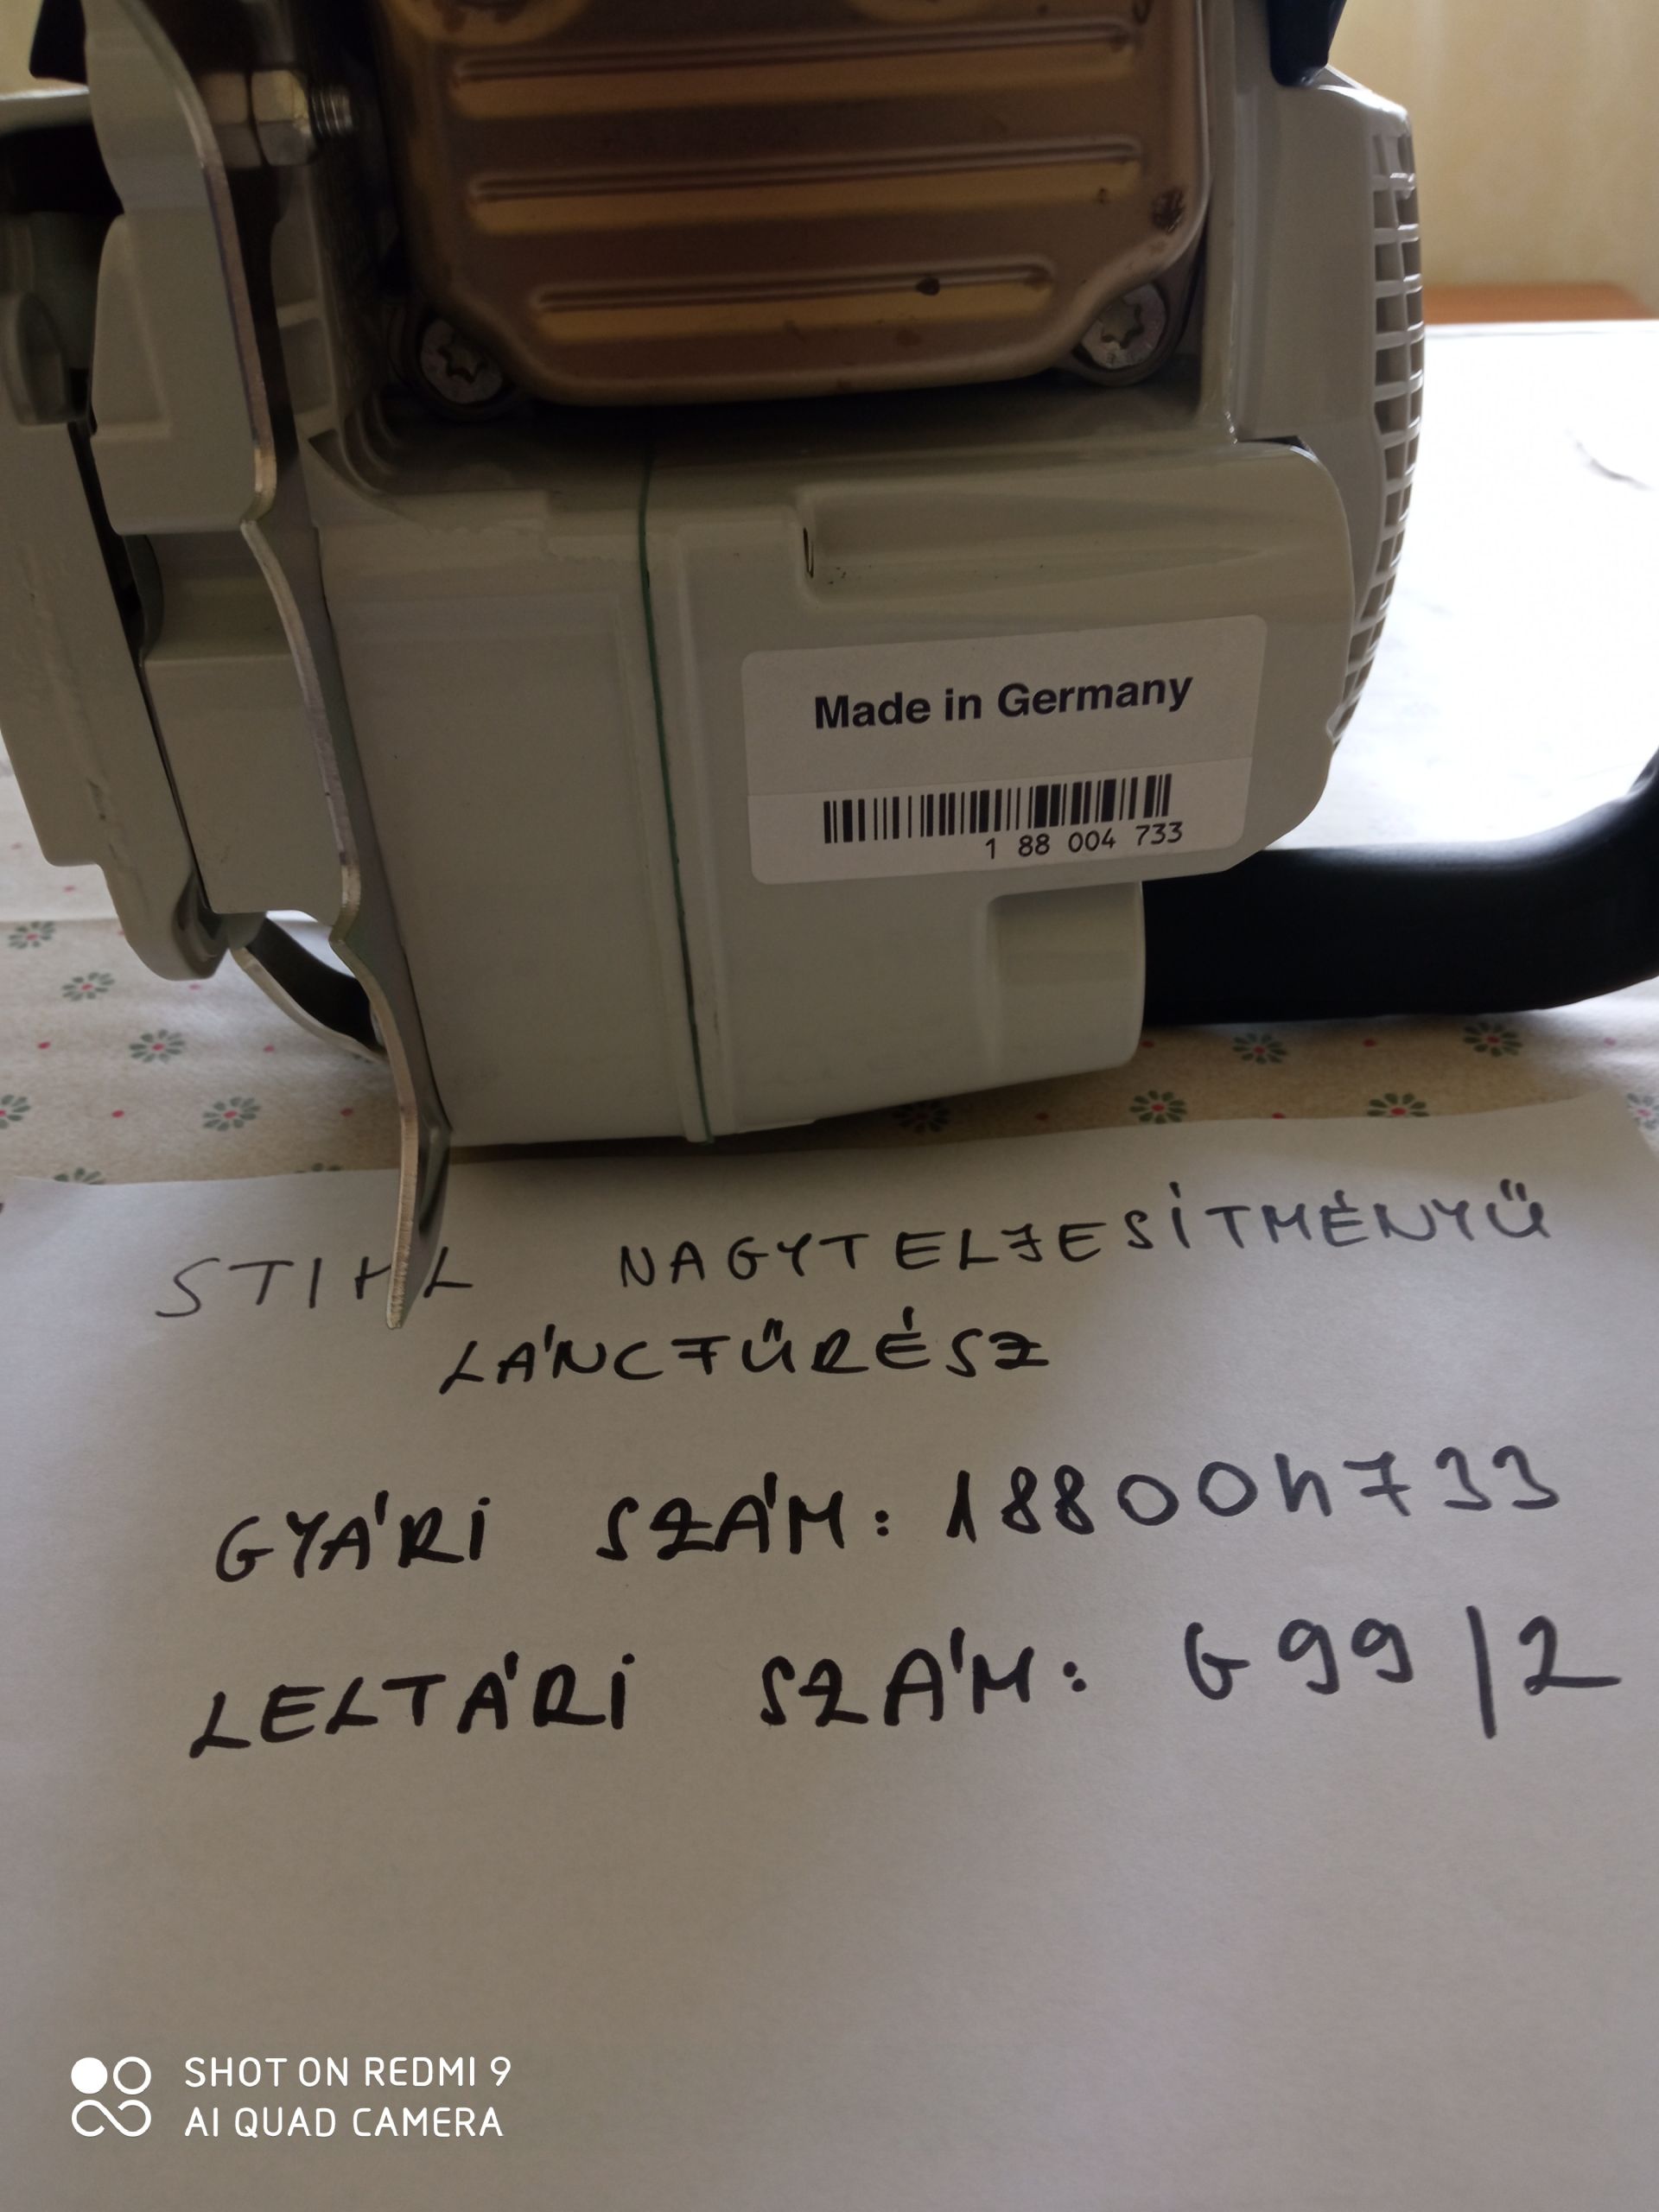 Made in Germany
1 88 004 733
STIHL NAGYTELJESÍTMÉNYŰ
LÁNCFŰRÉSZ
GYÁRI SZÁM: 188004733
LELTÁRI SZÁM: G99/2
SHOT ON REDMI 9
AI QUAD CAMERA